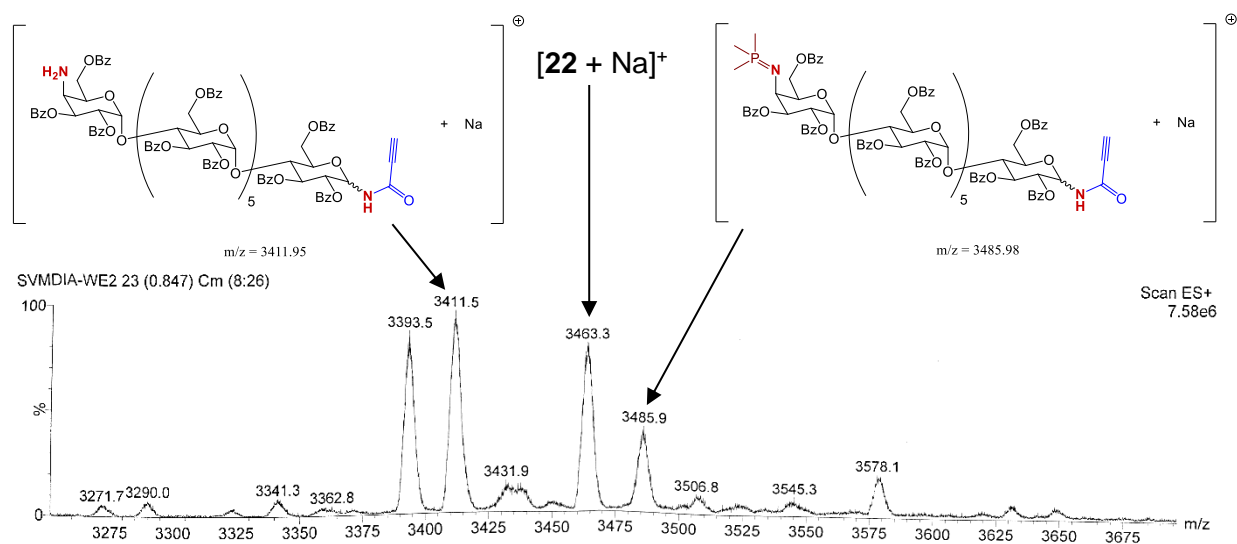 ⊕
OBz
H₂N
O
BzO
BzO
OBz
O
O
BzO
BzO
O
5
OBz
O
BzO
BzO
N
H
O
+ Na
m/z = 3411.95
[22 + Na]⁺
⊕
P
N
OBz
O
BzO
BzO
OBz
O
O
BzO
BzO
O
5
OBz
O
BzO
BzO
N
H
O
+ Na
m/z = 3485.98
SVMDIA-WE2 23 (0.847) Cm (8:26)
Scan ES+
7.58e6
100
%
0
3271.7
3290.0
3341.3
3362.8
3393.5
3411.5
3431.9
3463.3
3485.9
3506.8
3545.3
3578.1
3275 3300 3325 3350 3375 3400 3425 3450 3475 3500 3525 3550 3575 3600 3625 3650 3675 m/z